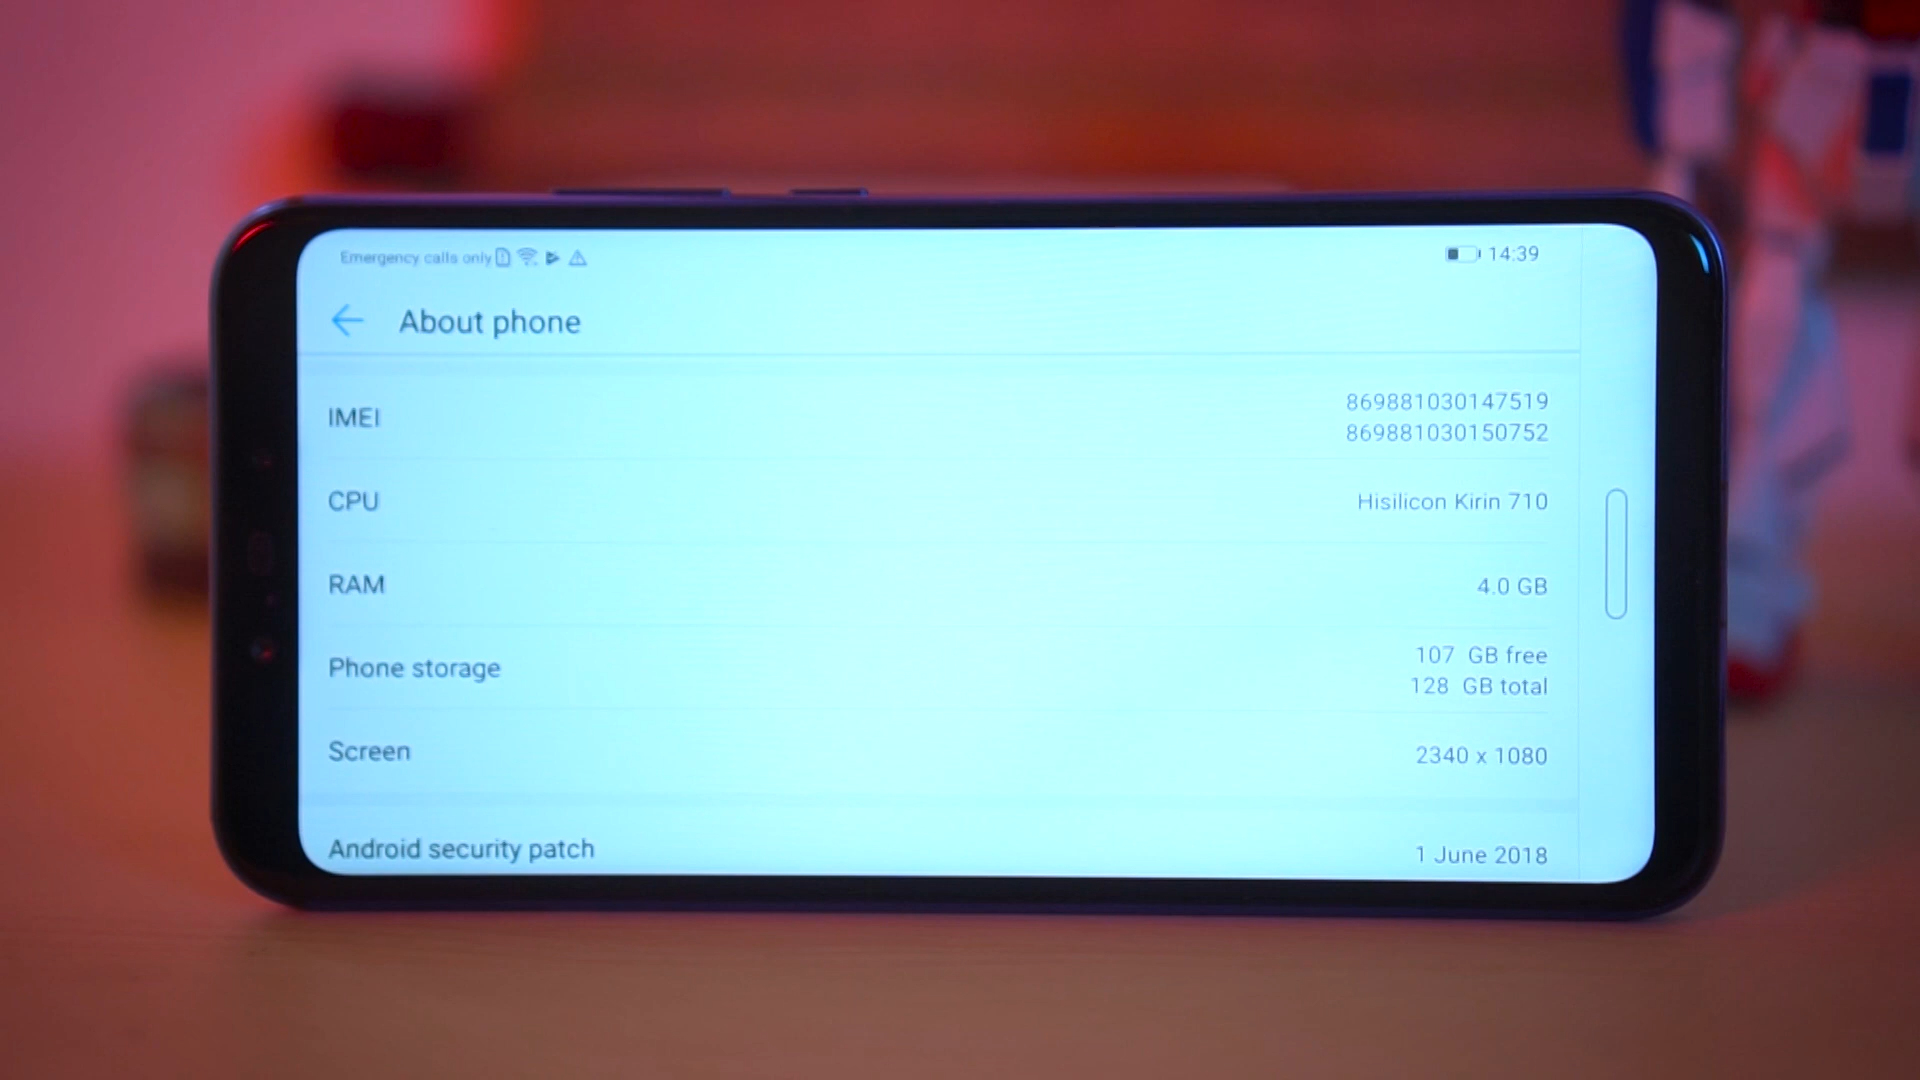 Emergency calls only
14:39
About phone
IMEI
869881030147519
869881030150752
CPU
Hisilicon Kirin 710
RAM
4.0 GB
Phone storage
107 GB free
128 GB total
Screen
2340 x 1080
Android security patch
1 June 2018